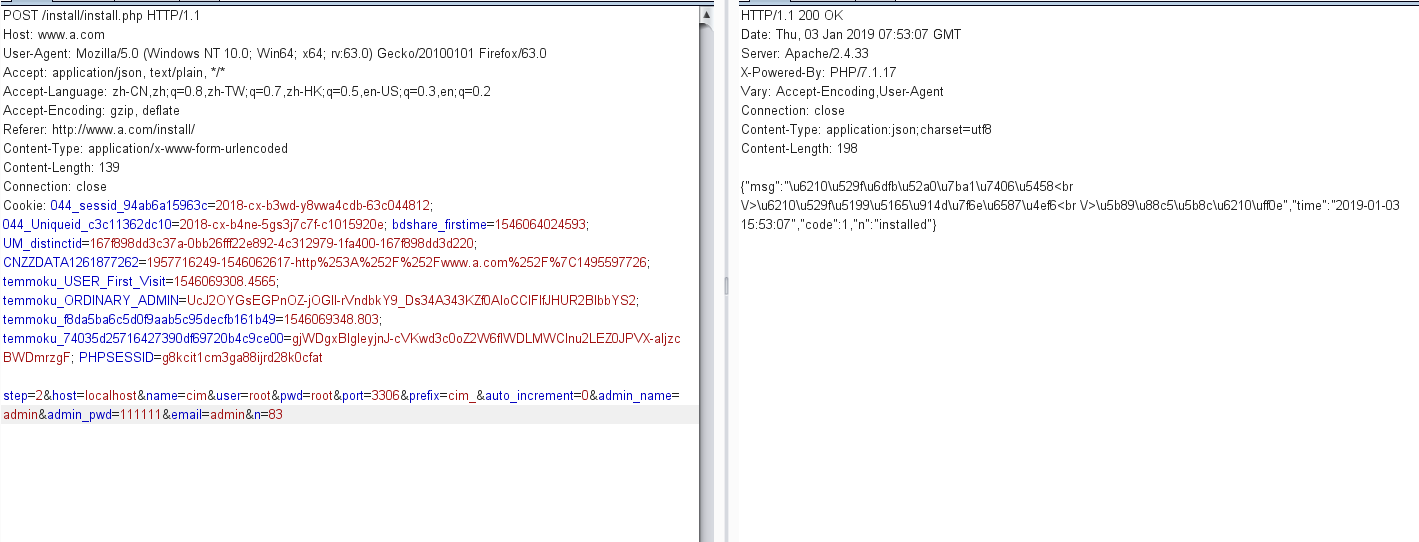 POST /install/install.php HTTP/1.1
Host: www.a.com
User-Agent: Mozilla/5.0 (Windows NT 10.0; Win64; x64; rv:63.0) Gecko/20100101 Firefox/63.0
Accept: application/json, text/plain, */*
Accept-Language: zh-CN,zh;q=0.8,zh-TW;q=0.7,zh-HK;q=0.5,en-US;q=0.3,en;q=0.2
Accept-Encoding: gzip, deflate
Referer: http://www.a.com/install/
Content-Type: application/x-www-form-urlencoded
Content-Length: 139
Connection: close
Cookie: 044_sessid_94ab6a15963c=2018-cx-b3wd-y8vwa4cdb-63c044812;
044_Uniqueid_c3c11362dc10=2018-cx-b4ne-5gs3j7c7f-c1015920e; bdshare_firstime=1546064024593;
UM_distinctid=167f898dd3c37a-0bb26fff22e892-4c312979-1fa400-167f898dd3d220;
CNZZDATA1261877262=1957716249-1546062617-http%253A%252F%252Fwww.a.com%252F%7C1495597726;
temmoku_USER_First_Visit=1546069308.4565;
temmoku_ORDINARY_ADMIN=UcJ2OYGsEGPnOZ-jOGIl-rVndbkY9_Ds34A343KZf0AloCClFlfJHUR2BlbbYS2;
temmoku_f8da5ba6c5d0f9aab5c95decfb161b49=1546069348.803;
temmoku_74035d25716427390df69720b4c9ce00=gjWDgxBlgleyjnJ-cVKwd3c0oZ2W6flWDLMWClnu2LEZ0JPVX-aljzc
BWDmrzgF; PHPSESSID=g8kcit1cm3ga88ijrd28k0cfat
step=2&host=localhost&name=cim&user=root&pwd=root&port=3306&prefix=cim_&auto_increment=0&admin_name=
admin&admin_pwd=111111&email=admin&n=83
HTTP/1.1 200 OK
Date: Thu, 03 Jan 2019 07:53:07 GMT
Server: Apache/2.4.33
X-Powered-By: PHP/7.1.17
Vary: Accept-Encoding,User-Agent
Connection: close
Content-Type: application:json;charset=utf8
Content-Length: 198
{"msg":"\u6210\u529f\u6dfb\u52a0\u7ba1\u7406\u5458<br
\/>\u6210\u529f\u5199\u5165\u914d\u7f6e\u6587\u4ef6<br \/>\u5b89\u88c5\u5b8c\u6210\uff0e","time":"2019-01-03
15:53:07","code":1,"n":"installed"}